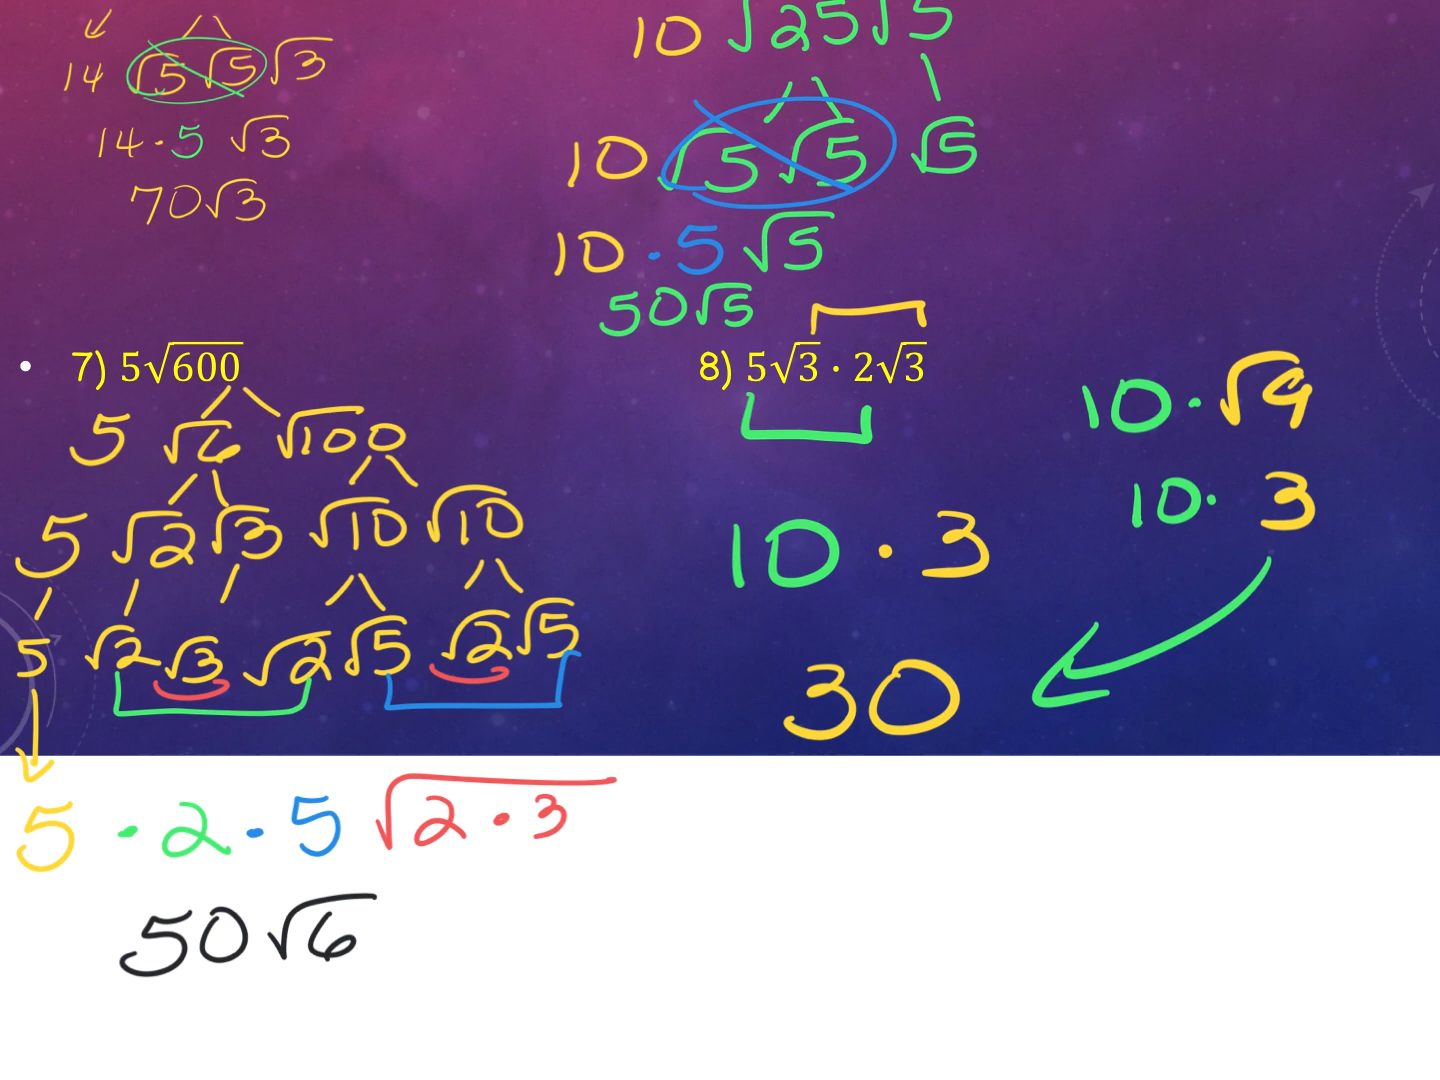 14 √5 √5 √3
14 · 5 √3
70√3
10 √25 √5
10 √5 √5 √5
10 · 5 √5
50√5
• 7) 5√600
5 √6 √100
5 √2 √3 √10 √10
5 √2 √3 √2 √5 √2 √5
5 · 2 · 5 √2 · 3
50√6
8) 5√3 · 2√3
10 · √9
10 · 3
10 · 3
30